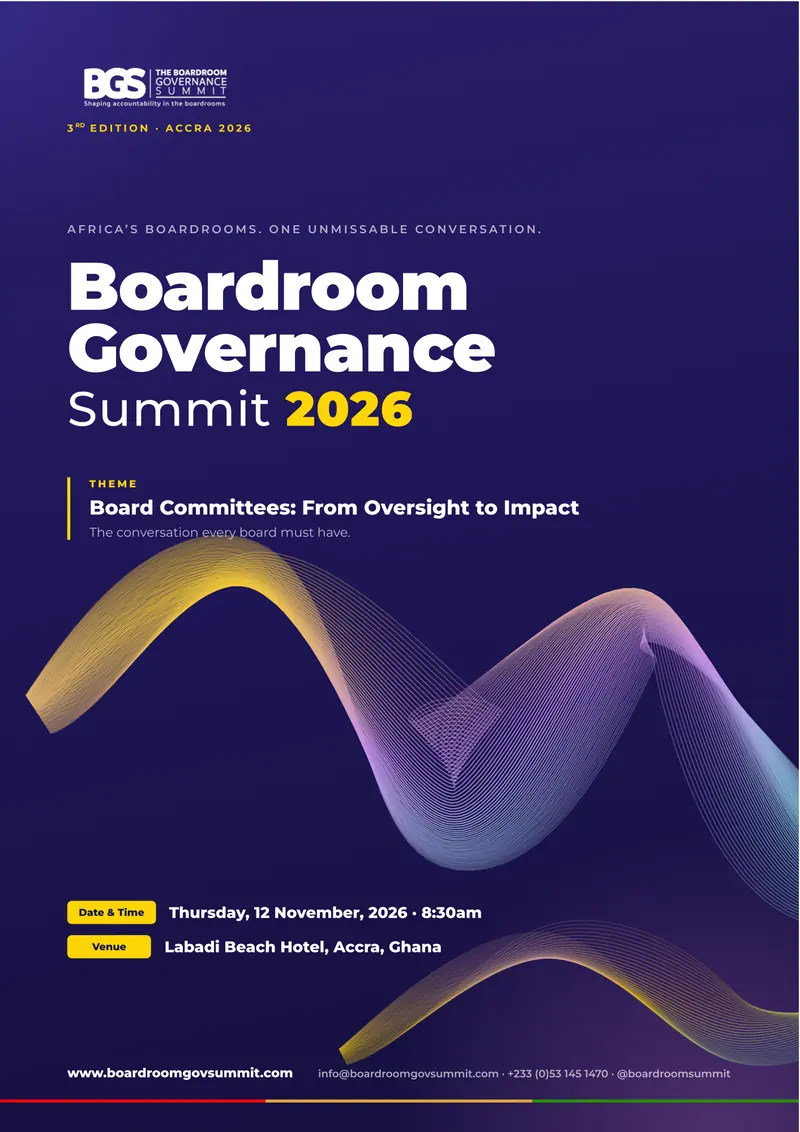 BGS
THE BOARDROOM
GOVERNANCE
SUMMIT
Shaping accountability in the boardrooms
3RD EDITION · ACCRA 2026
AFRICA'S BOARDROOMS. ONE UNMISSABLE CONVERSATION.
Boardroom
Governance
Summit 2026
THEME
Board Committees: From Oversight to Impact
The conversation every board must have.
Date & Time Thursday, 12 November, 2026 · 8:30am
Venue Labadi Beach Hotel, Accra, Ghana
www.boardroomgovsummit.com info@boardroomgovsummit.com · +233 (0)53 145 1470 · @boardroomsummit